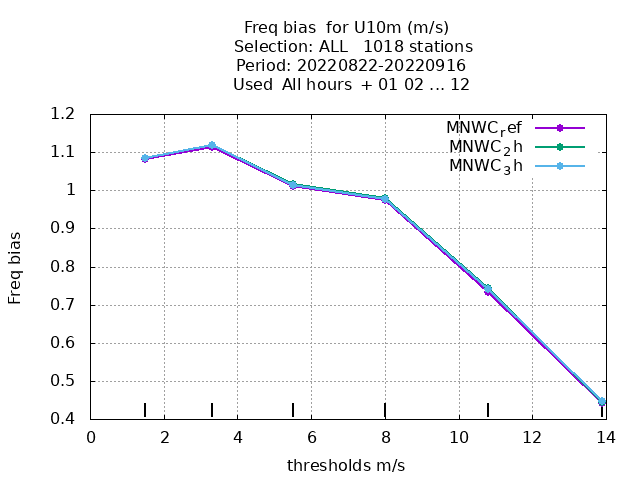 Freq bias  for U10m (m/s)
Selection: ALL   1018 stations
Period: 20220822-20220916
Used  All hours  + 01 02 ... 12
1.2
1.1
1
0.9
0.8
0.7
0.6
0.5
0.4
Freq bias
MNWC_ref
MNWC_2h
MNWC_3h
0 2 4 6 8 10 12 14
thresholds m/s